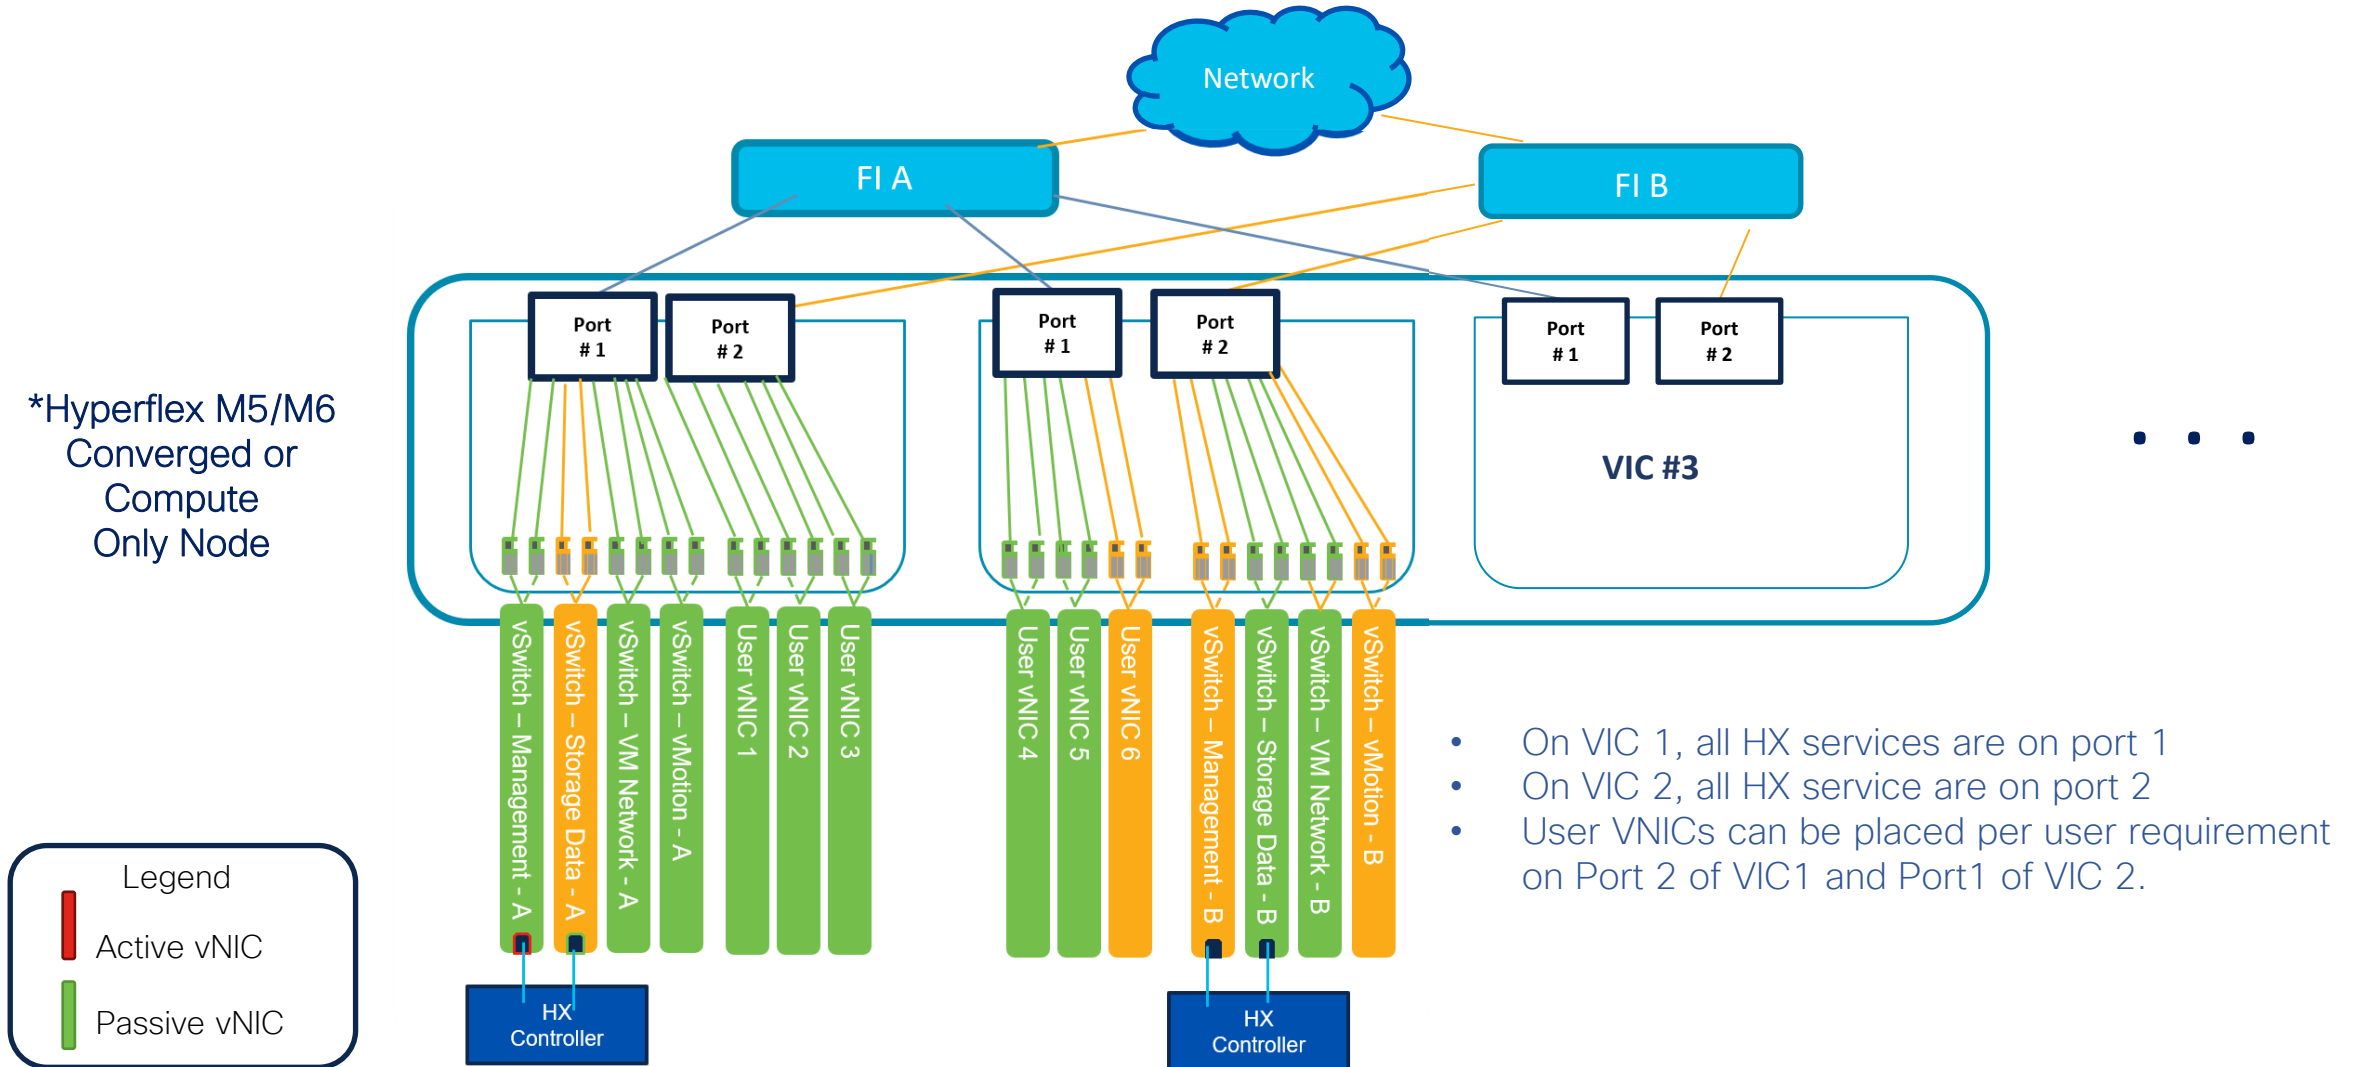 Network
FI A
FI B
Port
# 1
Port
# 2
Port
# 1
Port
# 2
Port
# 1
Port
# 2
*Hyperflex M5/M6
Converged or
Compute
Only Node
VIC #3
. . .
vSwitch – Management - A
vSwitch – Storage Data - A
vSwitch – VM Network - A
vSwitch – vMotion - A
User vNIC 1
User vNIC 2
User vNIC 3
User vNIC 4
User vNIC 5
User vNIC 6
vSwitch – Management - B
vSwitch – Storage Data - B
vSwitch – VM Network - B
vSwitch – vMotion - B
• On VIC 1, all HX services are on port 1
• On VIC 2, all HX service are on port 2
• User VNICs can be placed per user requirement
on Port 2 of VIC1 and Port1 of VIC 2.
Legend
Active vNIC
Passive vNIC
HX
Controller
HX
Controller